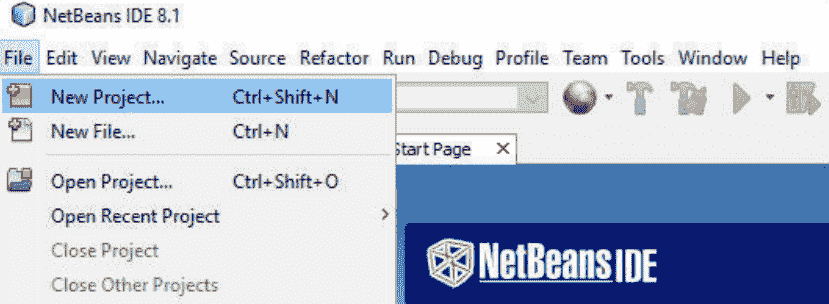 NetBeans IDE 8.1
File Edit View Navigate Source Refactor Run Debug Profile Team Tools Window Help
New Project... Ctrl+Shift+N
New File... Ctrl+N
Start Page X
Open Project... Ctrl+Shift+O
Open Recent Project >
Close Project
Close Other Projects
NetBeans IDE